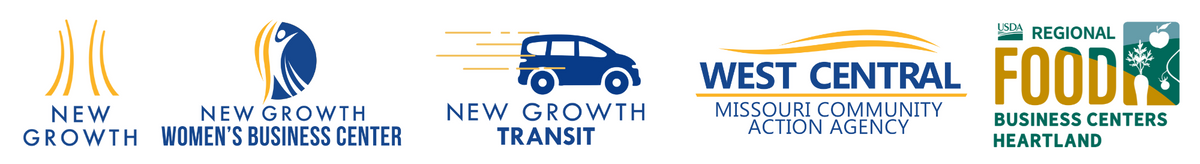 NEW
GROWTH
NEW GROWTH
WOMEN'S BUSINESS CENTER
NEW GROWTH
TRANSIT
WEST CENTRAL
MISSOURI COMMUNITY
ACTION AGENCY
USDA
REGIONAL
FOOD
BUSINESS CENTERS
HEARTLAND